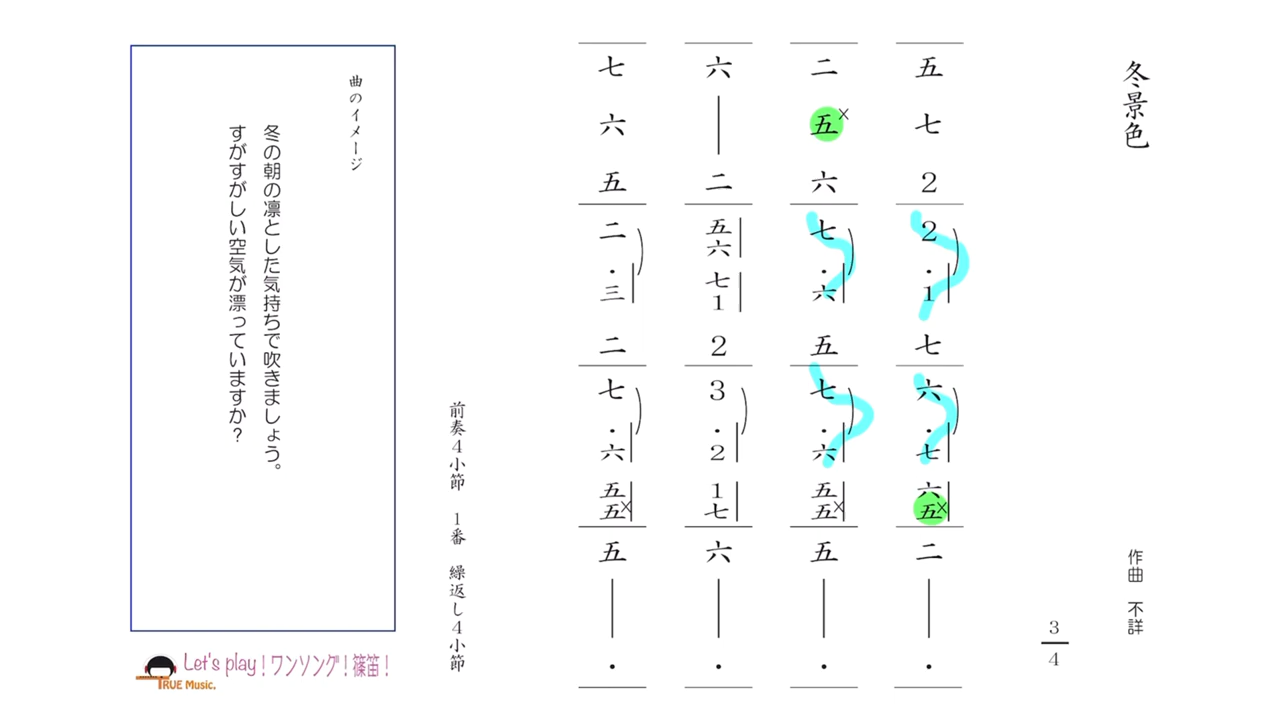 冬景色
作曲 不詳
3
4
五 七 2
2 ・ 1 七
六 ・ 七 六 五x
二 | ・
二 五x 六
七 ・ 六 五
七 ・ 六 五 五x
五 | ・
六 | 二
五 六 七 1 2
3 ・ 2 1 七
六 | ・
七 六 五
二 ・ 三 二
七 ・ 六 五 五x
五 | ・
前奏4小節 1番 繰返し4小節
曲のイメージ
冬の朝の凛とした気持ちで吹きましょう。
すがすがしい空気が漂っていますか?
Let's play!ワンソング!篠笛!
TRUE Music.